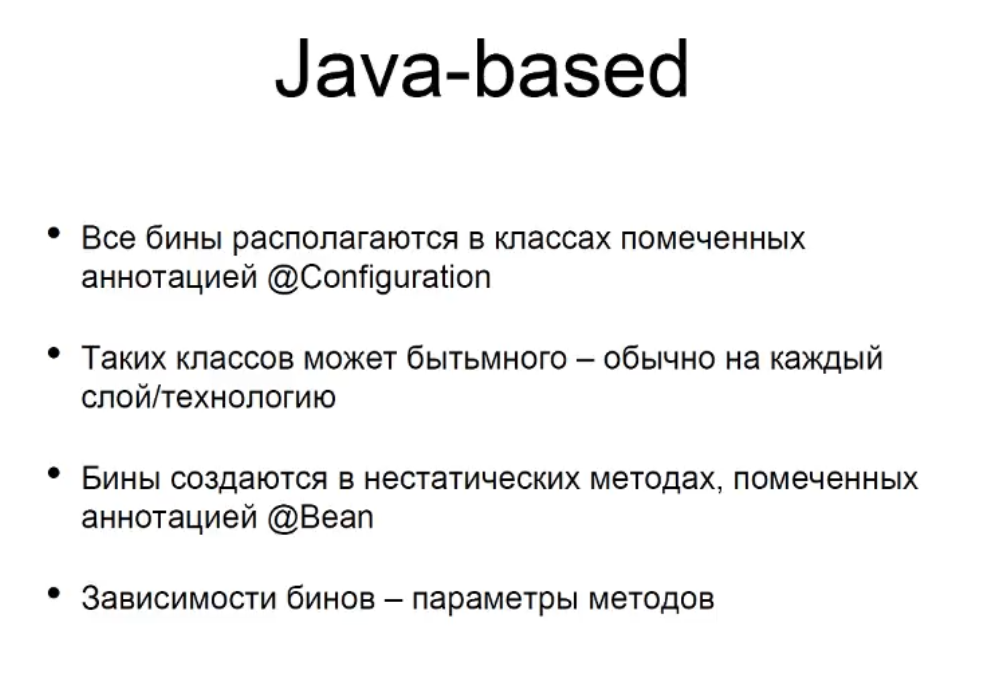 Java-based
• Все бины располагаются в классах помеченных
аннотацией @Configuration
• Таких классов может бытьмного – обычно на каждый
слой/технологию
• Бины создаются в нестатических методах, помеченных
аннотацией @Bean
• Зависимости бинов – параметры методов